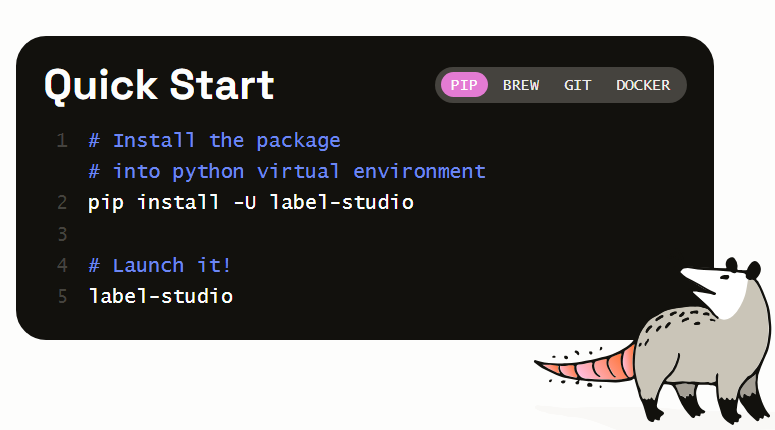 Quick Start
PIP BREW GIT DOCKER
1 # Install the package
# into python virtual environment
2 pip install -U label-studio
3
4 # Launch it!
5 label-studio